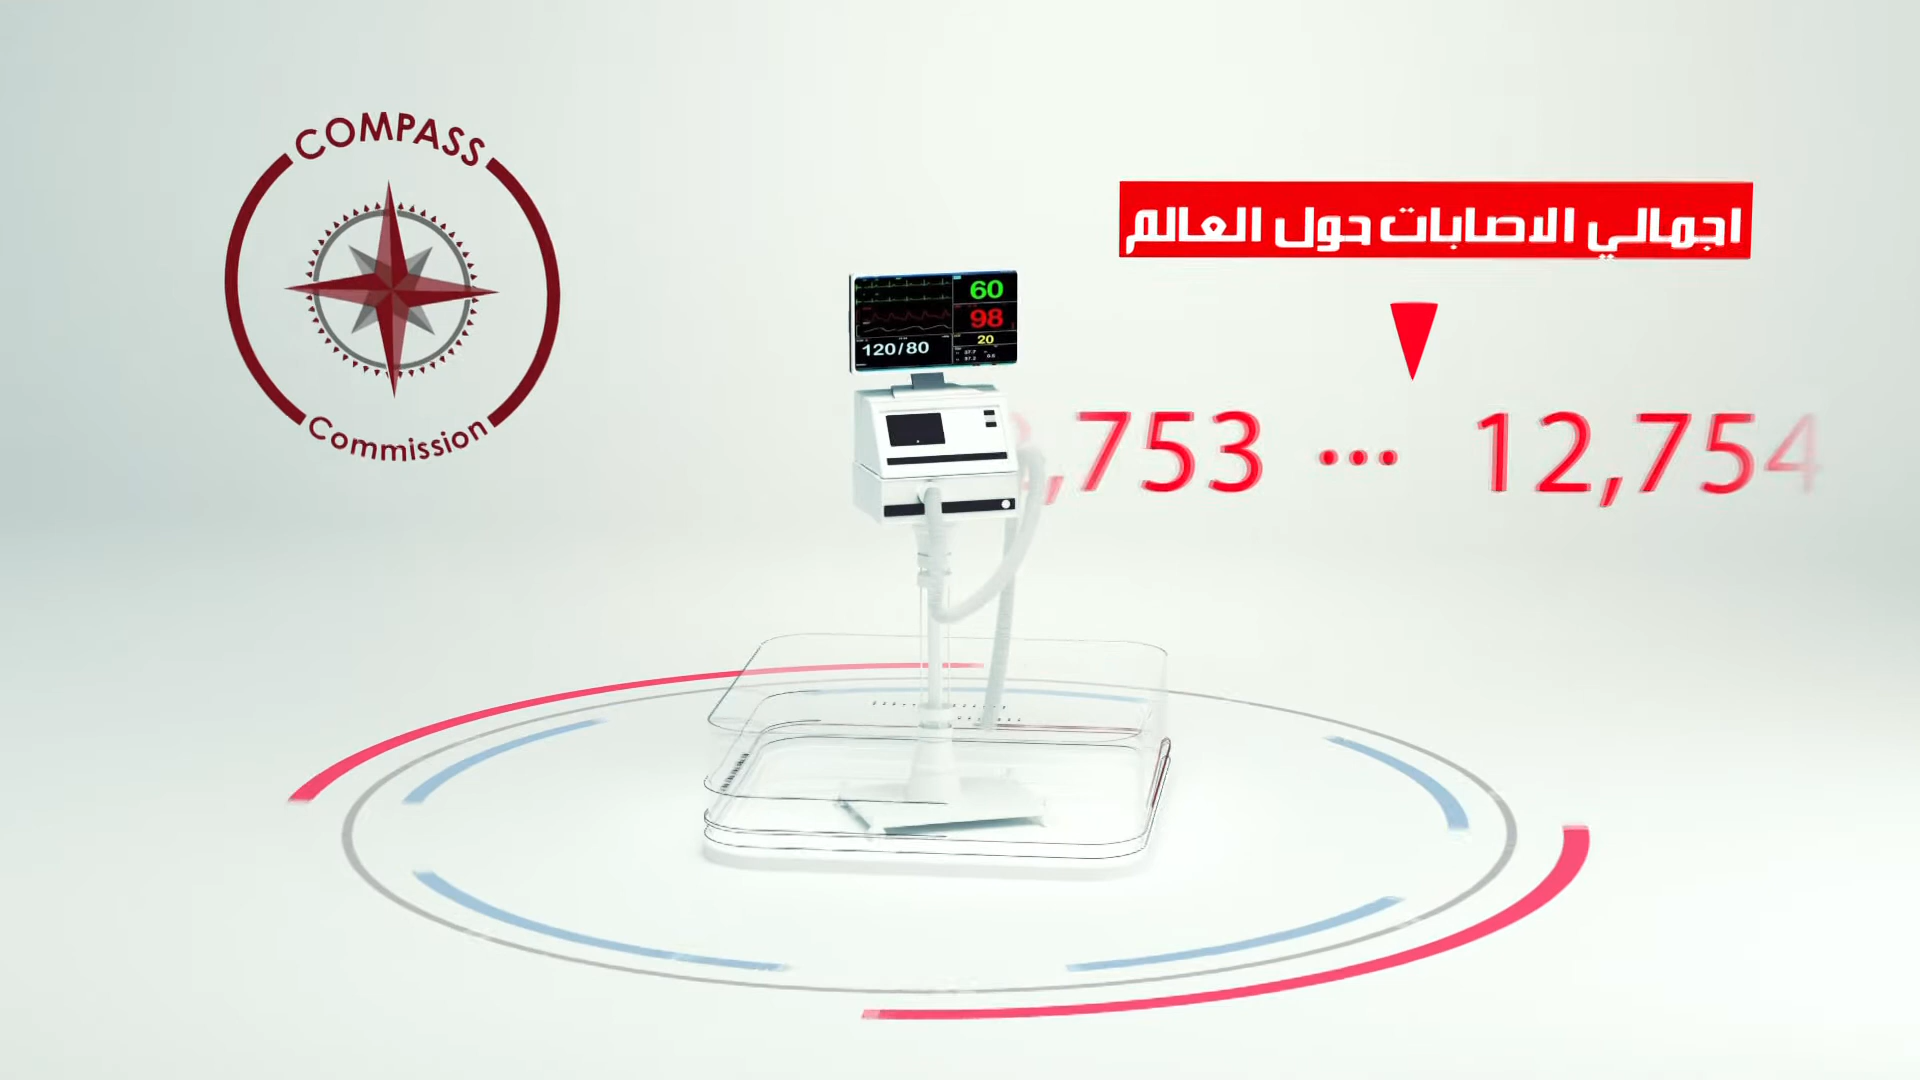 COMPASS
Commission
اجمالي الاصابات حول العالم
,753 ... 12,754
60
98
20
120/80